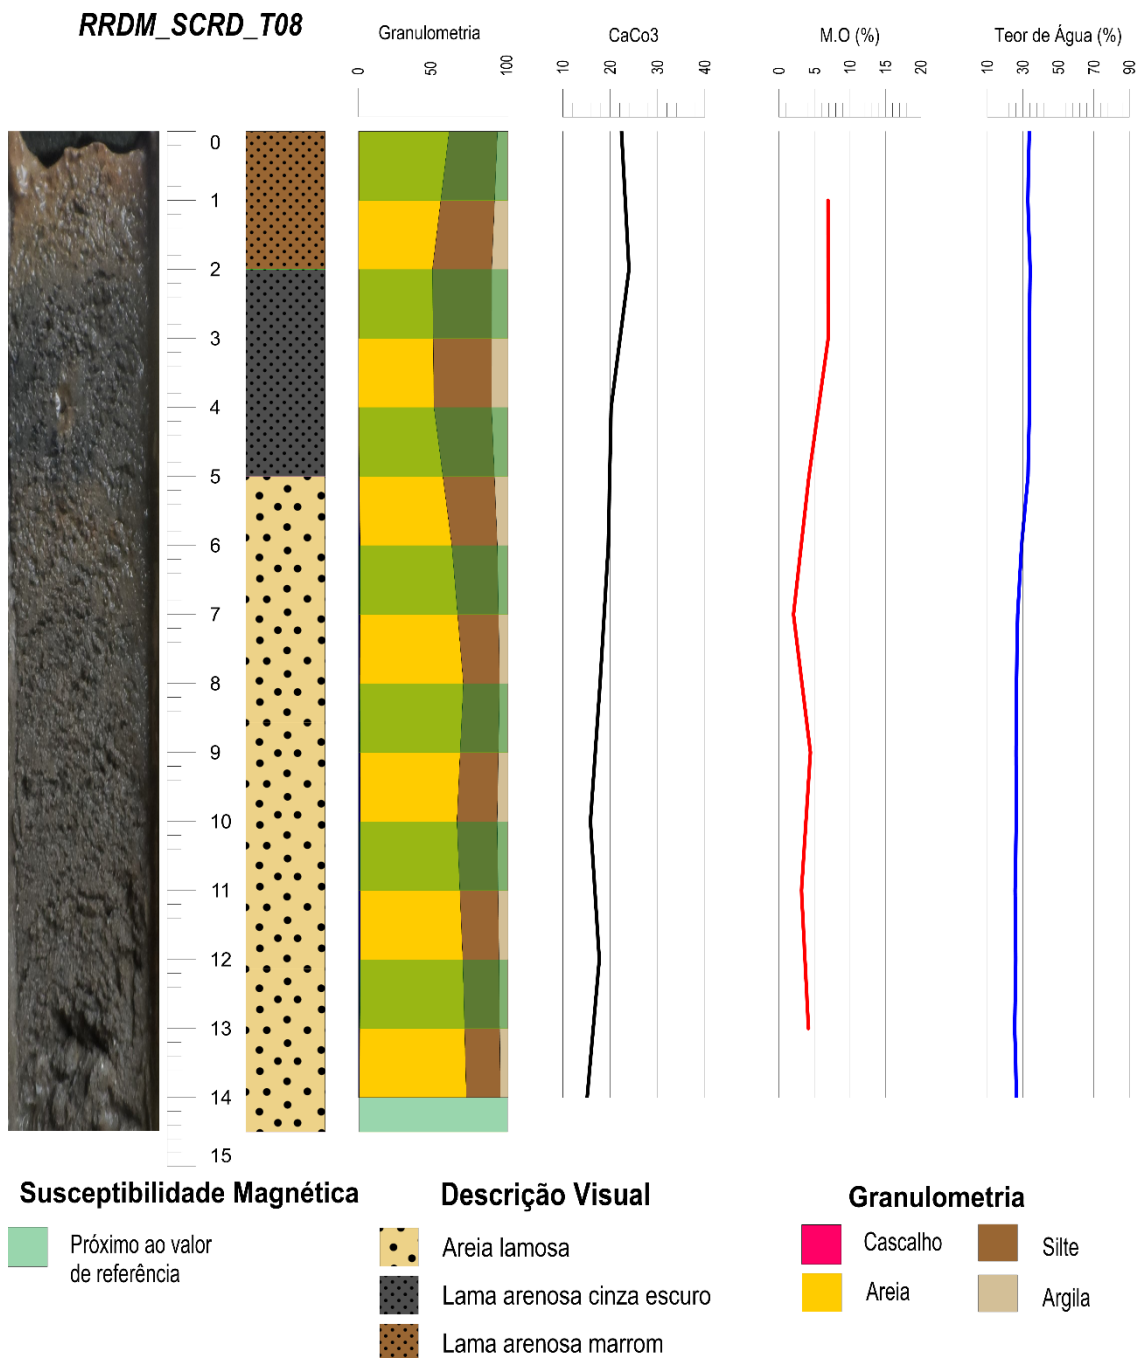 RRDM_SCRD_T08
Granulometria
CaCo3
M.O (%)
Teor de Água (%)
0 50 100
10 20 30 40
0 5 10 15 20
10 30 50 70 90
0
1
2
3
4
5
6
7
8
9
10
11
12
13
14
15
Susceptibilidade Magnética
Próximo ao valor
de referência
Descrição Visual
Areia lamosa
Lama arenosa cinza escuro
Lama arenosa marrom
Granulometria
Cascalho
Silte
Areia
Argila